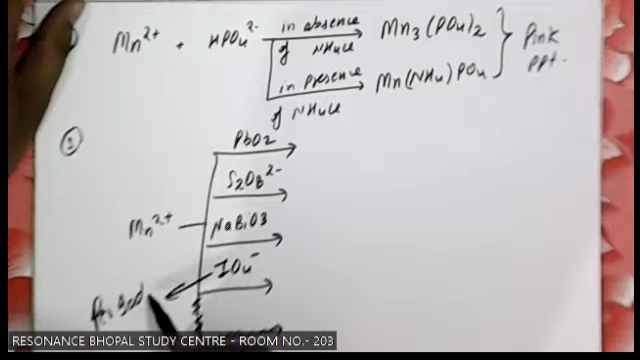 Mn2+ + HPO4 2- in absence of NH4Cl Mn3(PO4)2
in presence of NH4Cl Mn(NH4)PO4
Pink ppt.
2
PbO2
S2O8 2-
Mn2+
NaBiO3
IO4-
RESONANCE BHOPAL STUDY CENTRE - ROOM NO.- 203